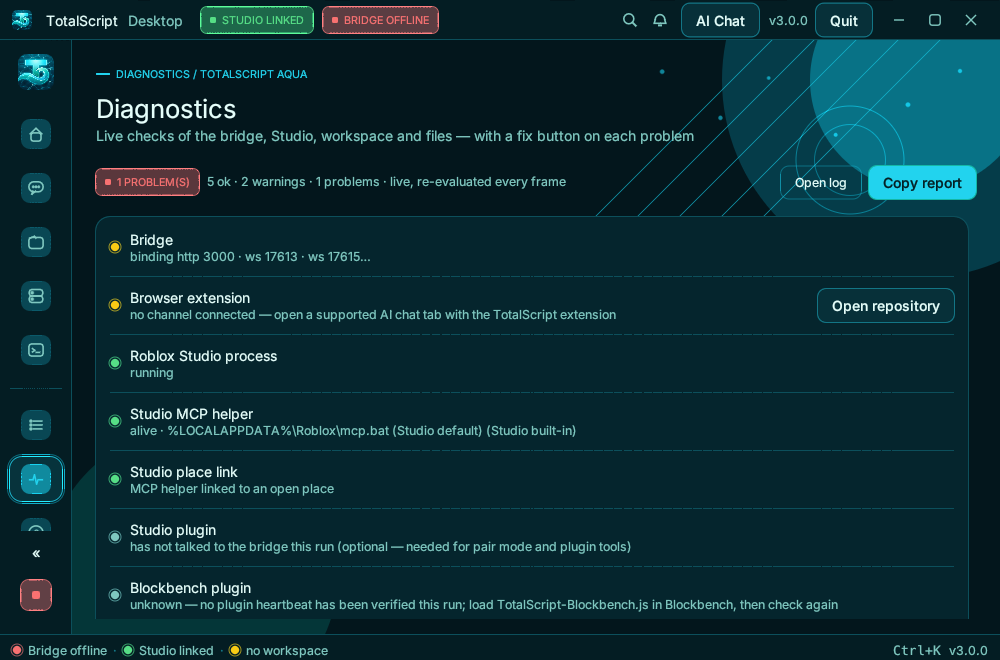 TotalScript Desktop STUDIO LINKED BRIDGE OFFLINE AI Chat v3.0.0 Quit
DIAGNOSTICS / TOTALSCRIPT AQUA
Diagnostics
Live checks of the bridge, Studio, workspace and files — with a fix button on each problem
1 PROBLEM(S) 5 ok · 2 warnings · 1 problems · live, re-evaluated every frame Open log Copy report
Bridge
binding http 3000 · ws 17613 · ws 17615...
Browser extension
no channel connected — open a supported AI chat tab with the TotalScript extension
Open repository
Roblox Studio process
running
Studio MCP helper
alive · %LOCALAPPDATA%\Roblox\mcp.bat (Studio default) (Studio built-in)
Studio place link
MCP helper linked to an open place
Studio plugin
has not talked to the bridge this run (optional — needed for pair mode and plugin tools)
Blockbench plugin
unknown — no plugin heartbeat has been verified this run; load TotalScript-Blockbench.js in Blockbench, then check again
Bridge offline · Studio linked · no workspace Ctrl+K v3.0.0